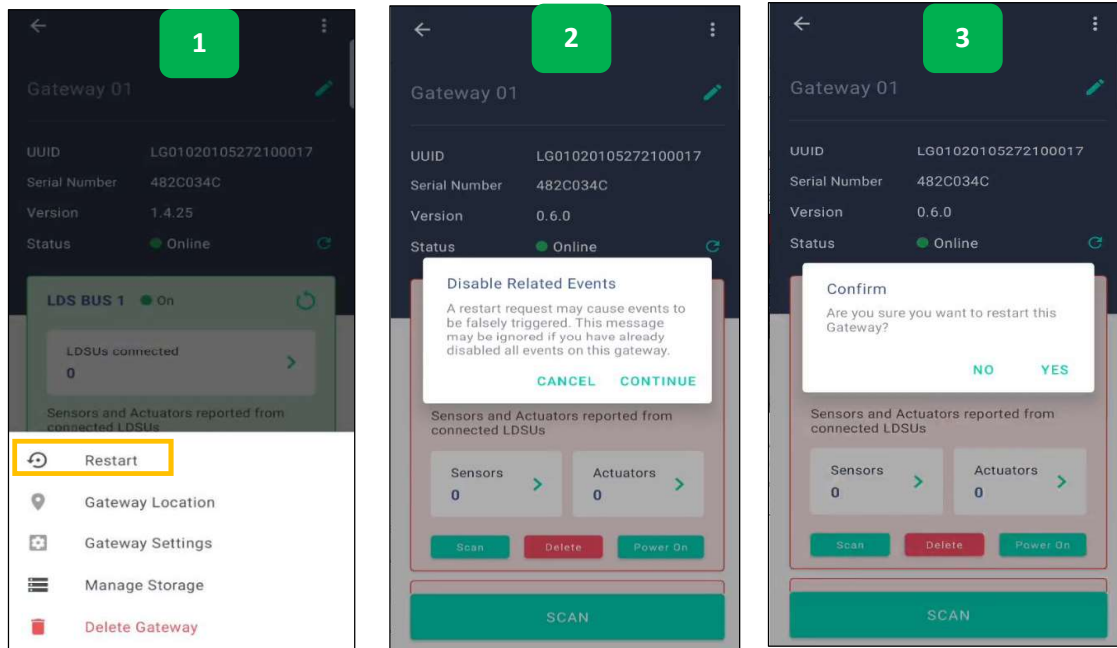 1
Gateway 01
UUID LG01020105272100017
Serial Number 482C034C
Version 1.4.25
Status Online
LDS BUS 1 On
LDSUs connected
0
Sensors and Actuators reported from
connected LDSUs
Restart
Gateway Location
Gateway Settings
Manage Storage
Delete Gateway
2
Gateway 01
UUID LG01020105272100017
Serial Number 482C034C
Version 0.6.0
Status Online
Disable Related Events
A restart request may cause events to
be falsely triggered. This message
may be ignored if you have already
disabled all events on this gateway.
CANCEL CONTINUE
Sensors and Actuators reported from
connected LDSUs
Sensors Actuators
0 0
Scan Delete Power On
SCAN
3
Gateway 01
UUID LG01020105272100017
Serial Number 482C034C
Version 0.6.0
Status Online
Confirm
Are you sure you want to restart this
Gateway?
NO YES
Sensors and Actuators reported from
connected LDSUs
Sensors Actuators
0 0
Scan Delete Power On
SCAN